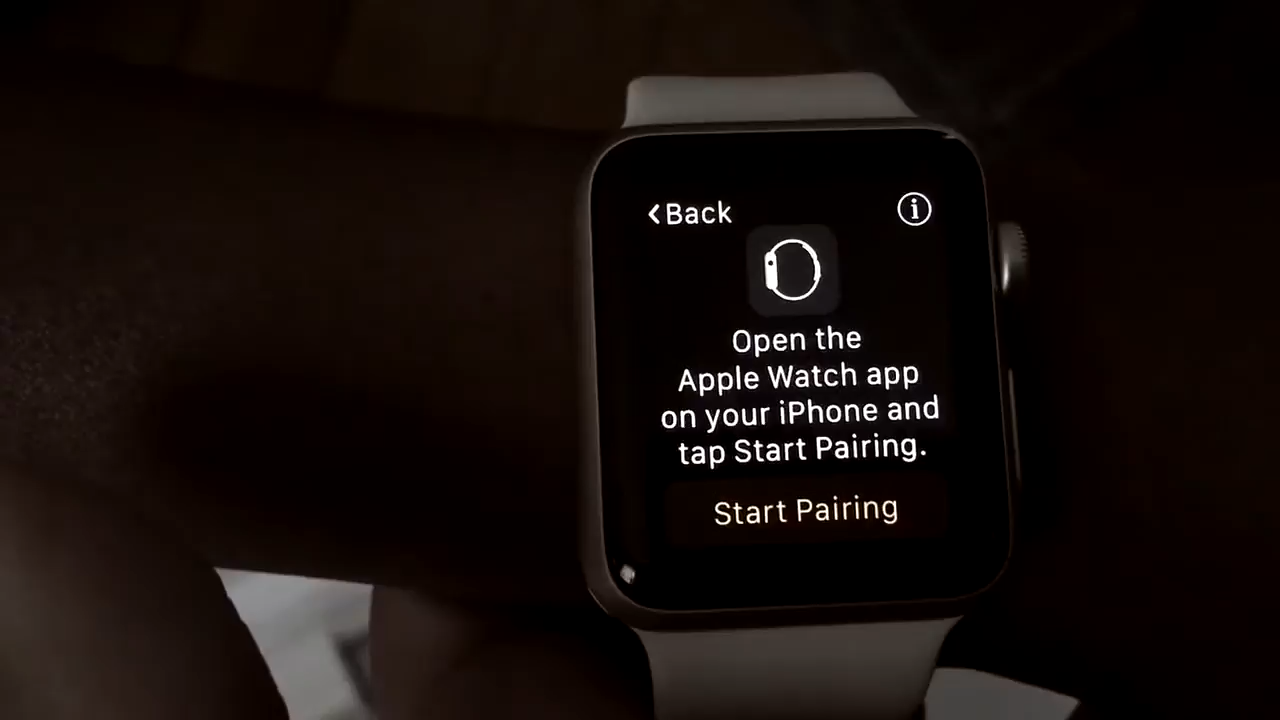 Back
Open the
Apple Watch app
on your iPhone and
tap Start Pairing.
Start Pairing